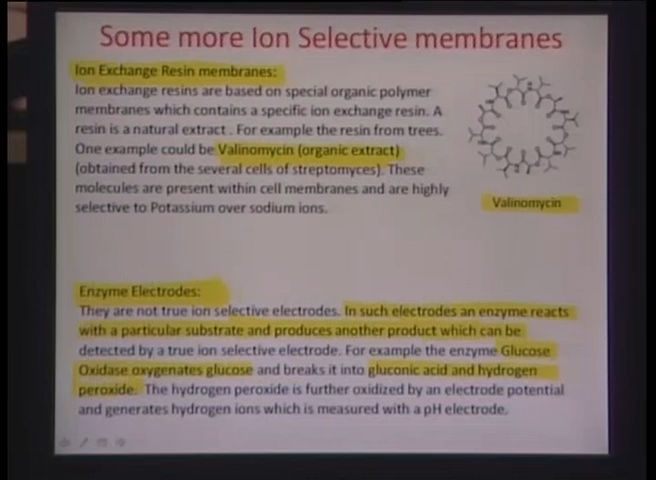 Some more Ion Selective membranes
Ion Exchange Resin membranes:
Ion exchange resins are based on special organic polymer
membranes which contains a specific ion exchange resin. A
resin is a natural extract . For example the resin from trees.
One example could be Valinomycin (organic extract)
(obtained from the several cells of streptomyces). These
molecules are present within cell membranes and are highly
selective to Potassium over sodium ions.
Valinomycin
Enzyme Electrodes:
They are not true ion selective electrodes. In such electrodes an enzyme reacts
with a particular substrate and produces another product which can be
detected by a true ion selective electrode. For example the enzyme Glucose
Oxidase oxygenates glucose and breaks it into gluconic acid and hydrogen
peroxide. The hydrogen peroxide is further oxidized by an electrode potential
and generates hydrogen ions which is measured with a pH electrode.